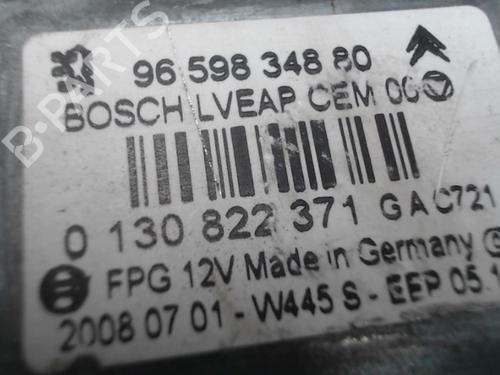 96 598 348 80
BOSCH LVEAP CEM 00
0 130 822 371 G A C721
FPG 12V Made in Germany
2008 07 01 - W445 S - EEP 05.
B-PARTS